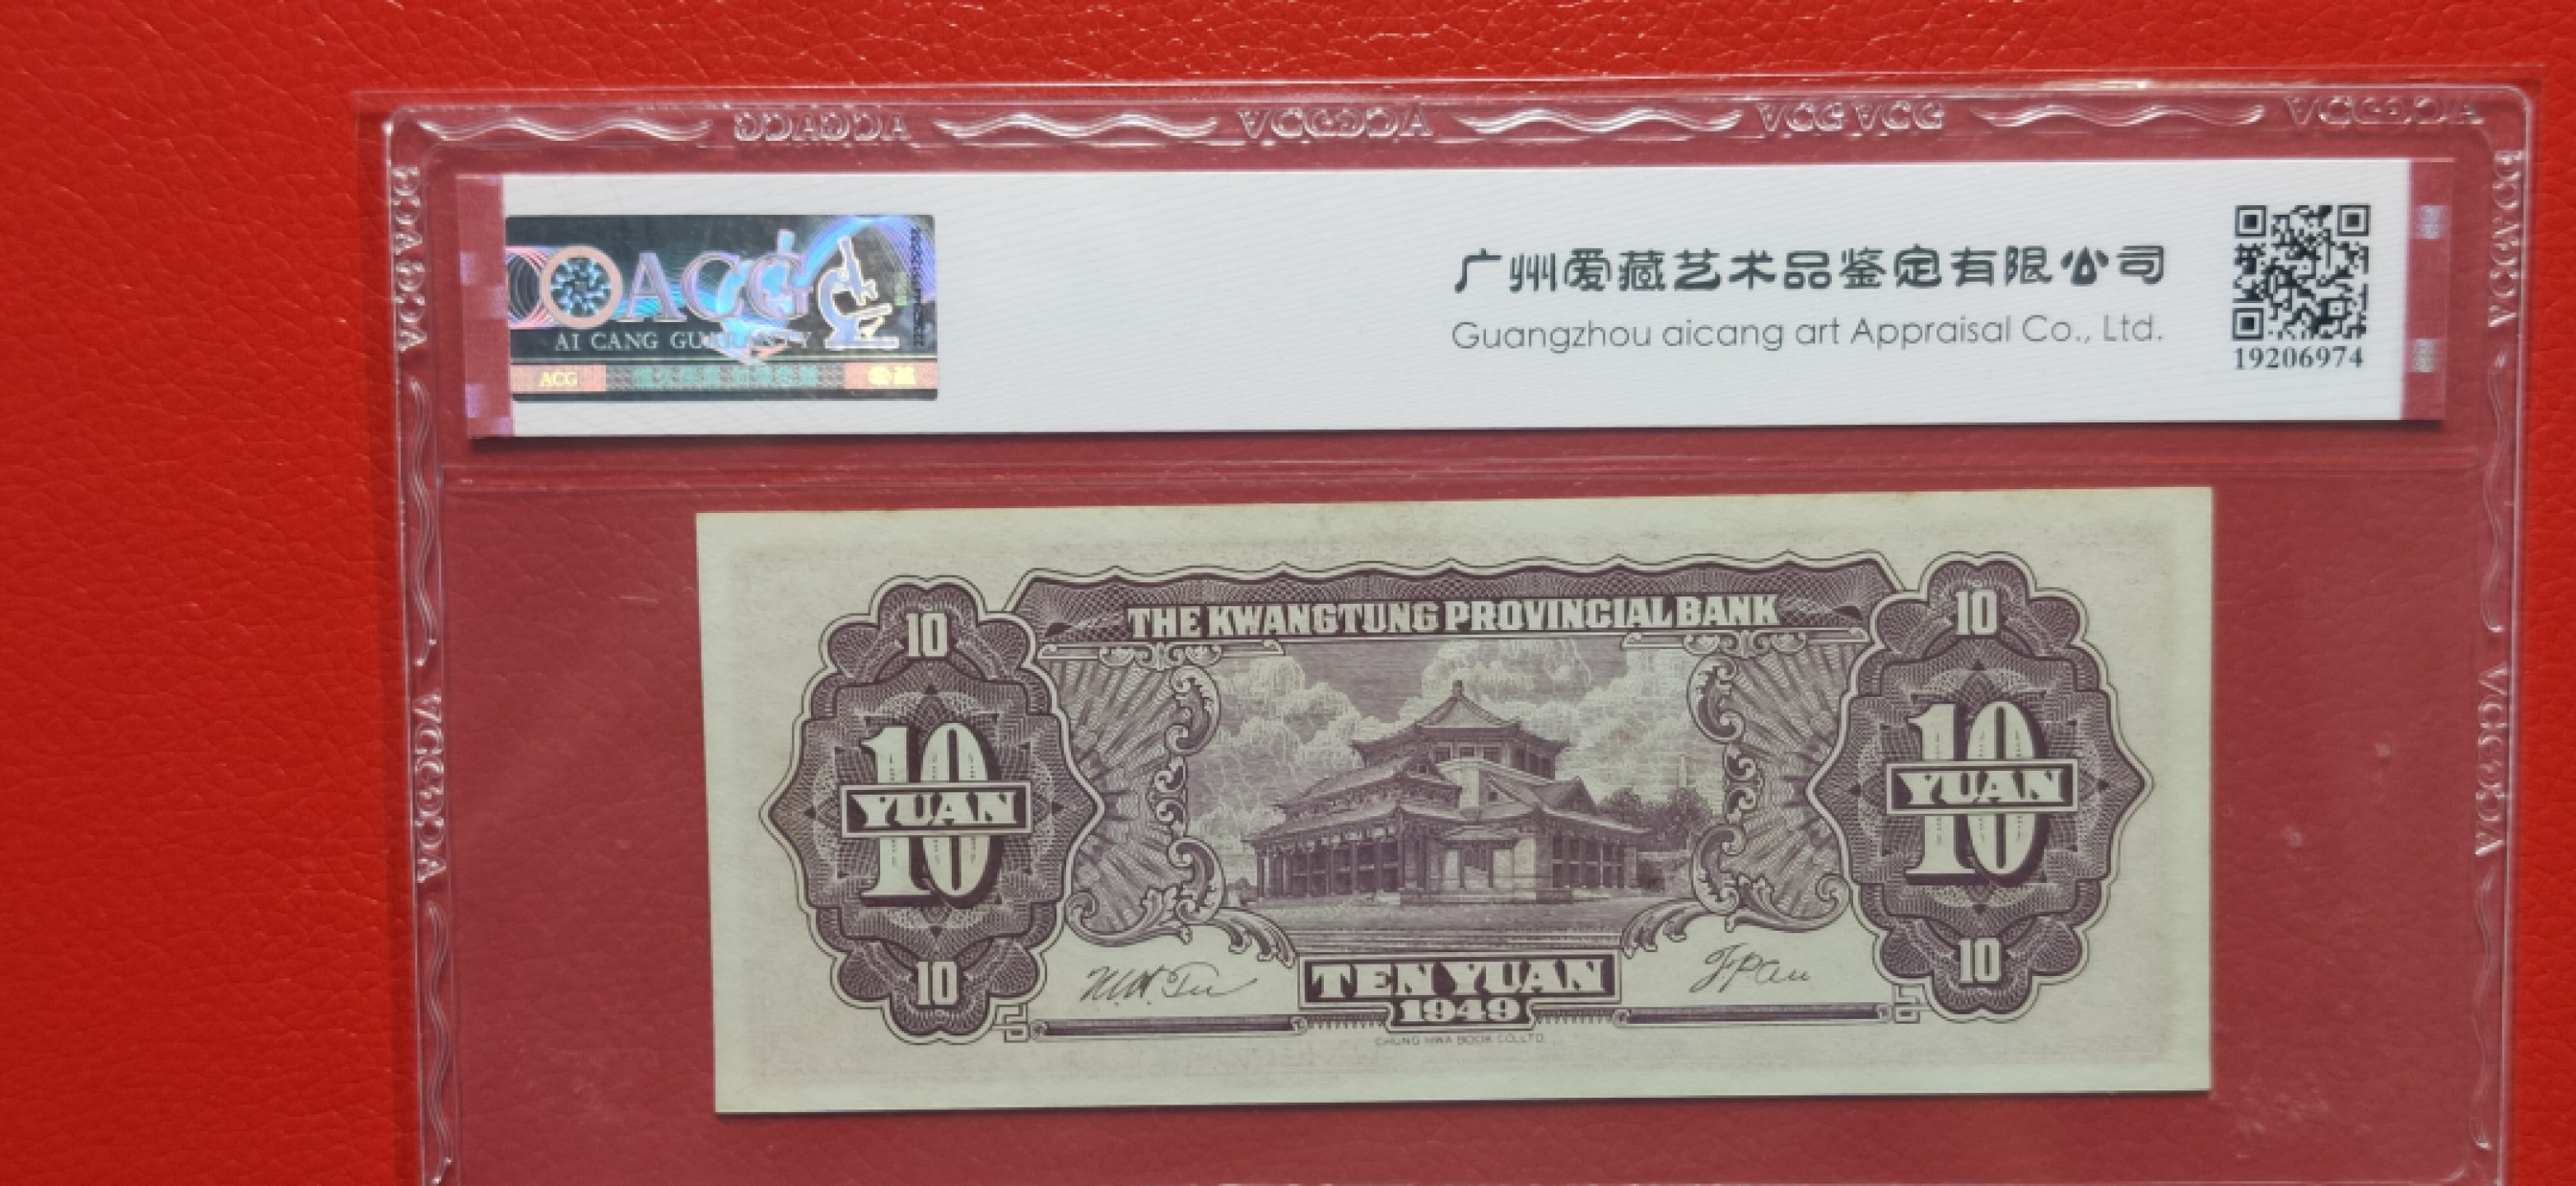 ACG
AI CANG GUARANTY
ACG
广州爱藏艺术品鉴定有限公司
Guangzhou aicang art Appraisal Co., Ltd.
19206974
THE KWANGTUNG PROVINCIAL BANK
10
10
10
YUAN
10
YUAN
10
10
TEN YUAN
1949
CHUNG HWA BOOK CO., LTD.